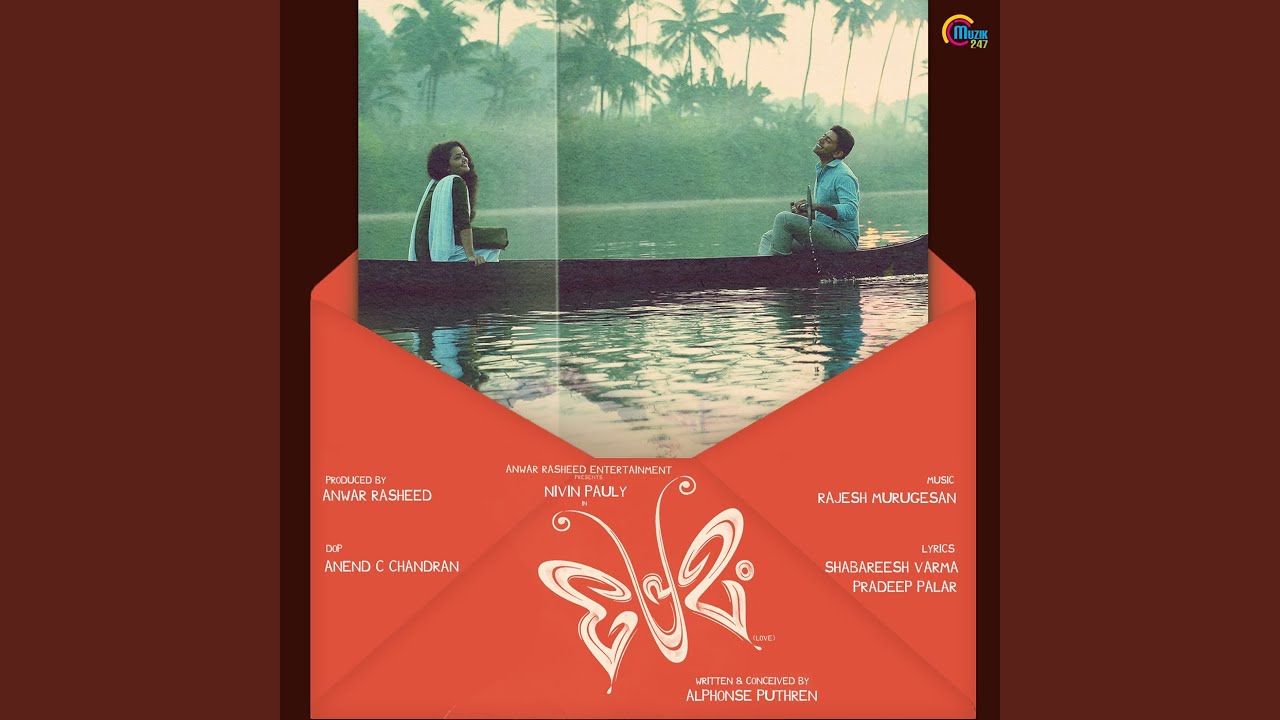 MUZIK
247
ANWAR RASHEED ENTERTAINMENT
PRESENTS
NIVIN PAULY
IN
പ്രേമം
(LOVE)
PRODUCED BY
ANWAR RASHEED
DOP
ANEND C CHANDRAN
MUSIC
RAJESH MURUGESAN
LYRICS
SHABAREESH VARMA
PRADEEP PALAR
WRITTEN & CONCEIVED BY
ALPHONSE PUTHREN